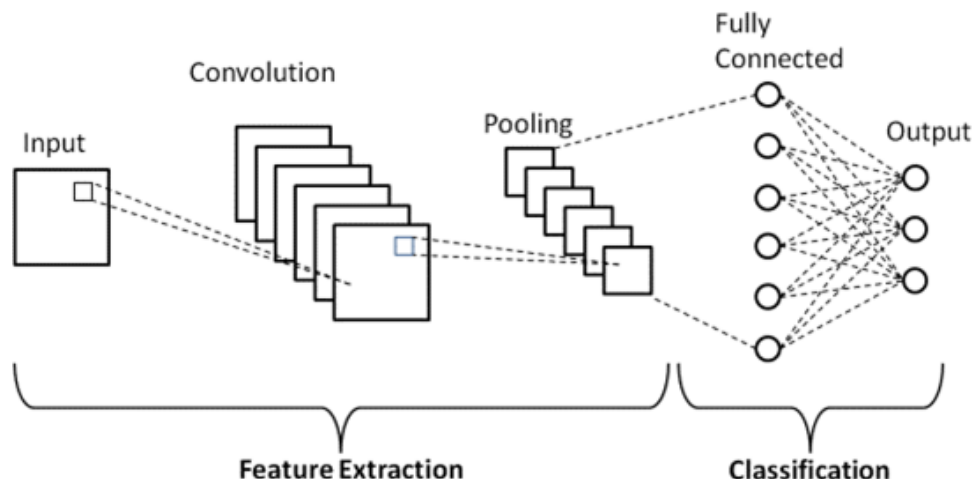 Input
Convolution
Pooling
Fully
Connected
Output
Feature Extraction
Classification